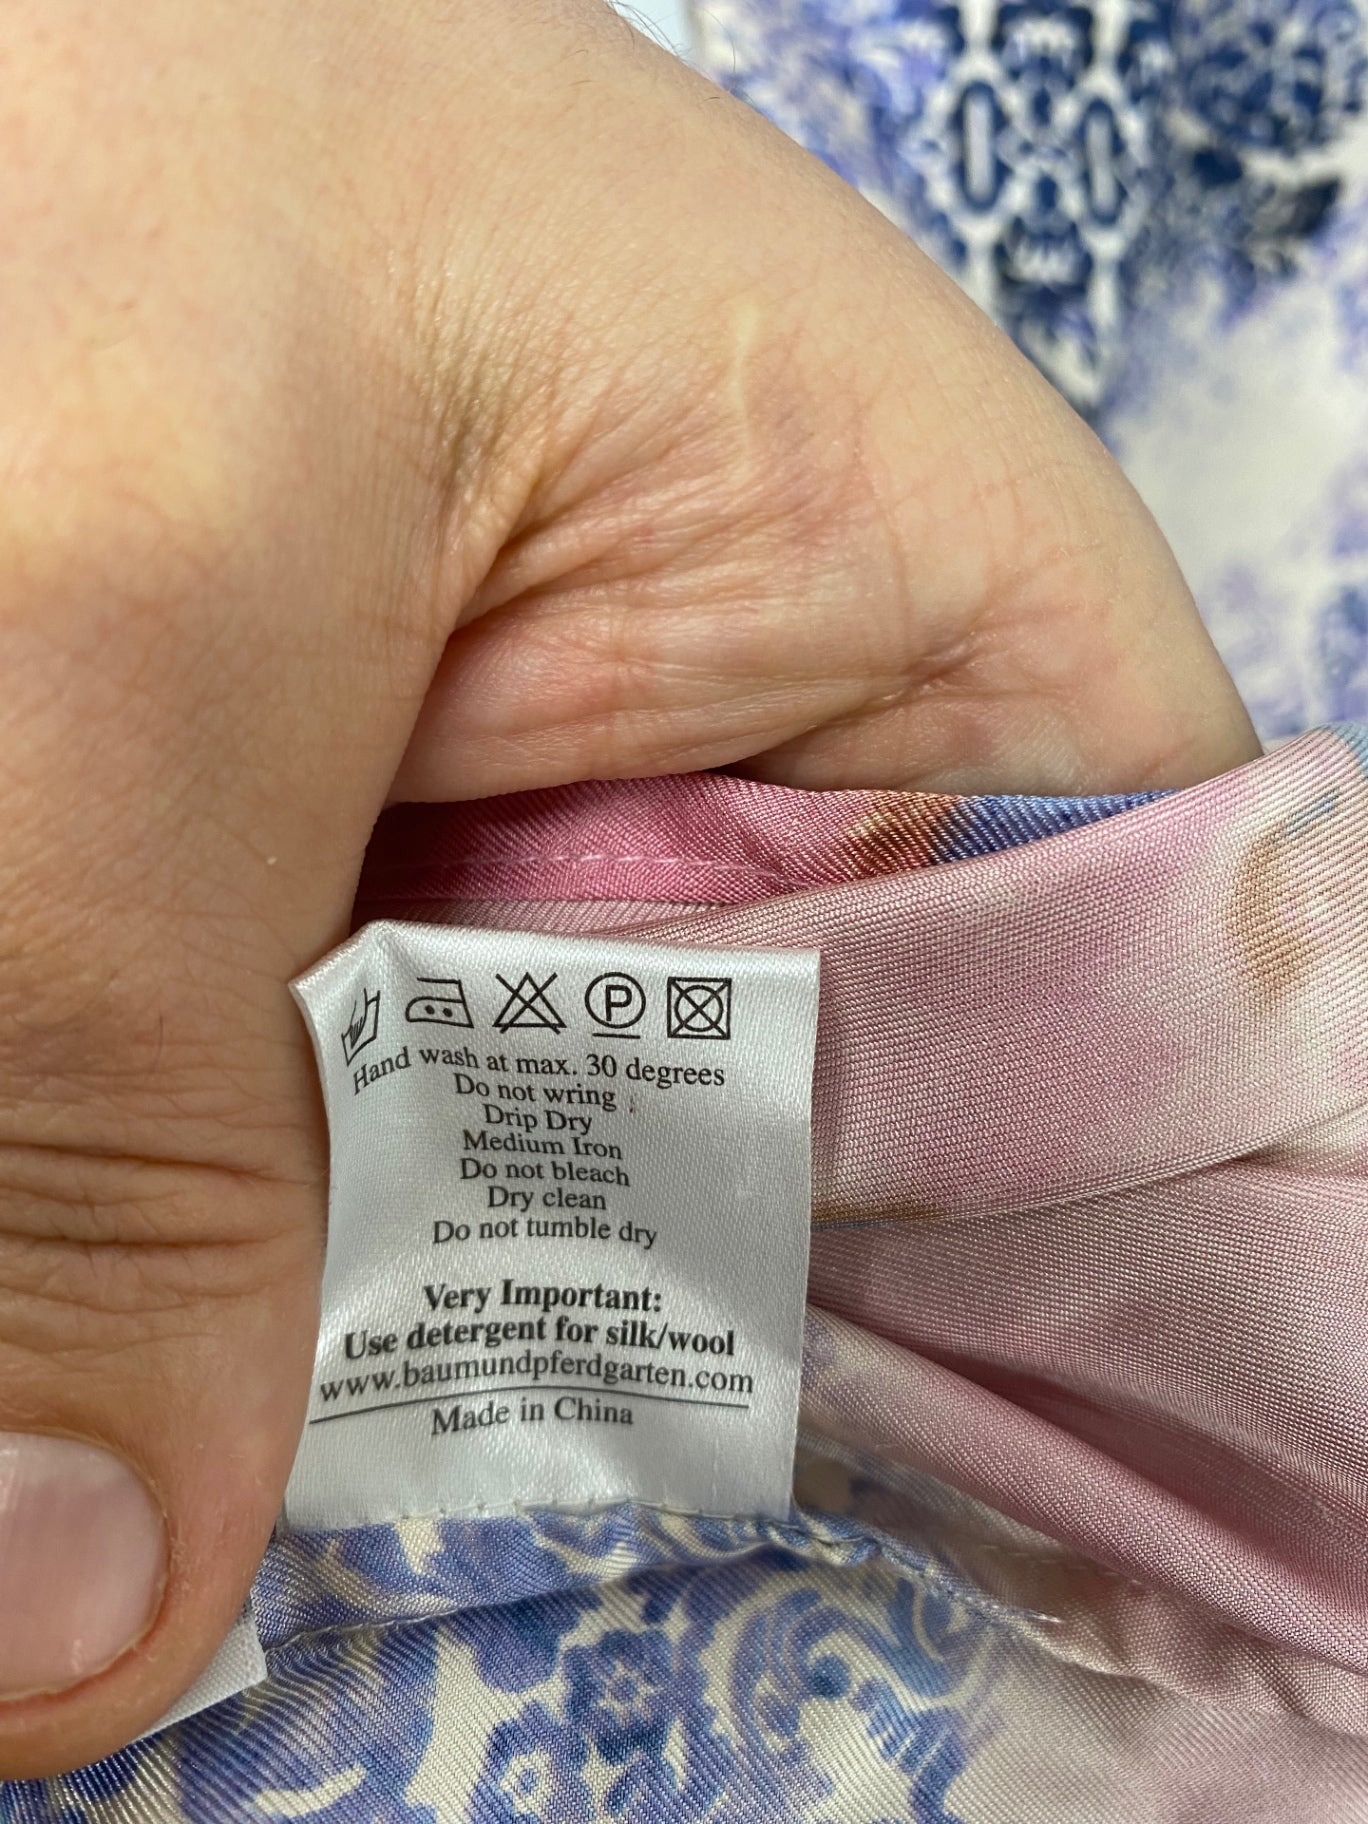 P
Hand wash at max. 30 degrees
Do not wring
Drip Dry
Medium Iron
Do not bleach
Dry clean
Do not tumble dry
Very Important:
Use detergent for silk/wool
www.baumundpferdgarten.com
Made in China